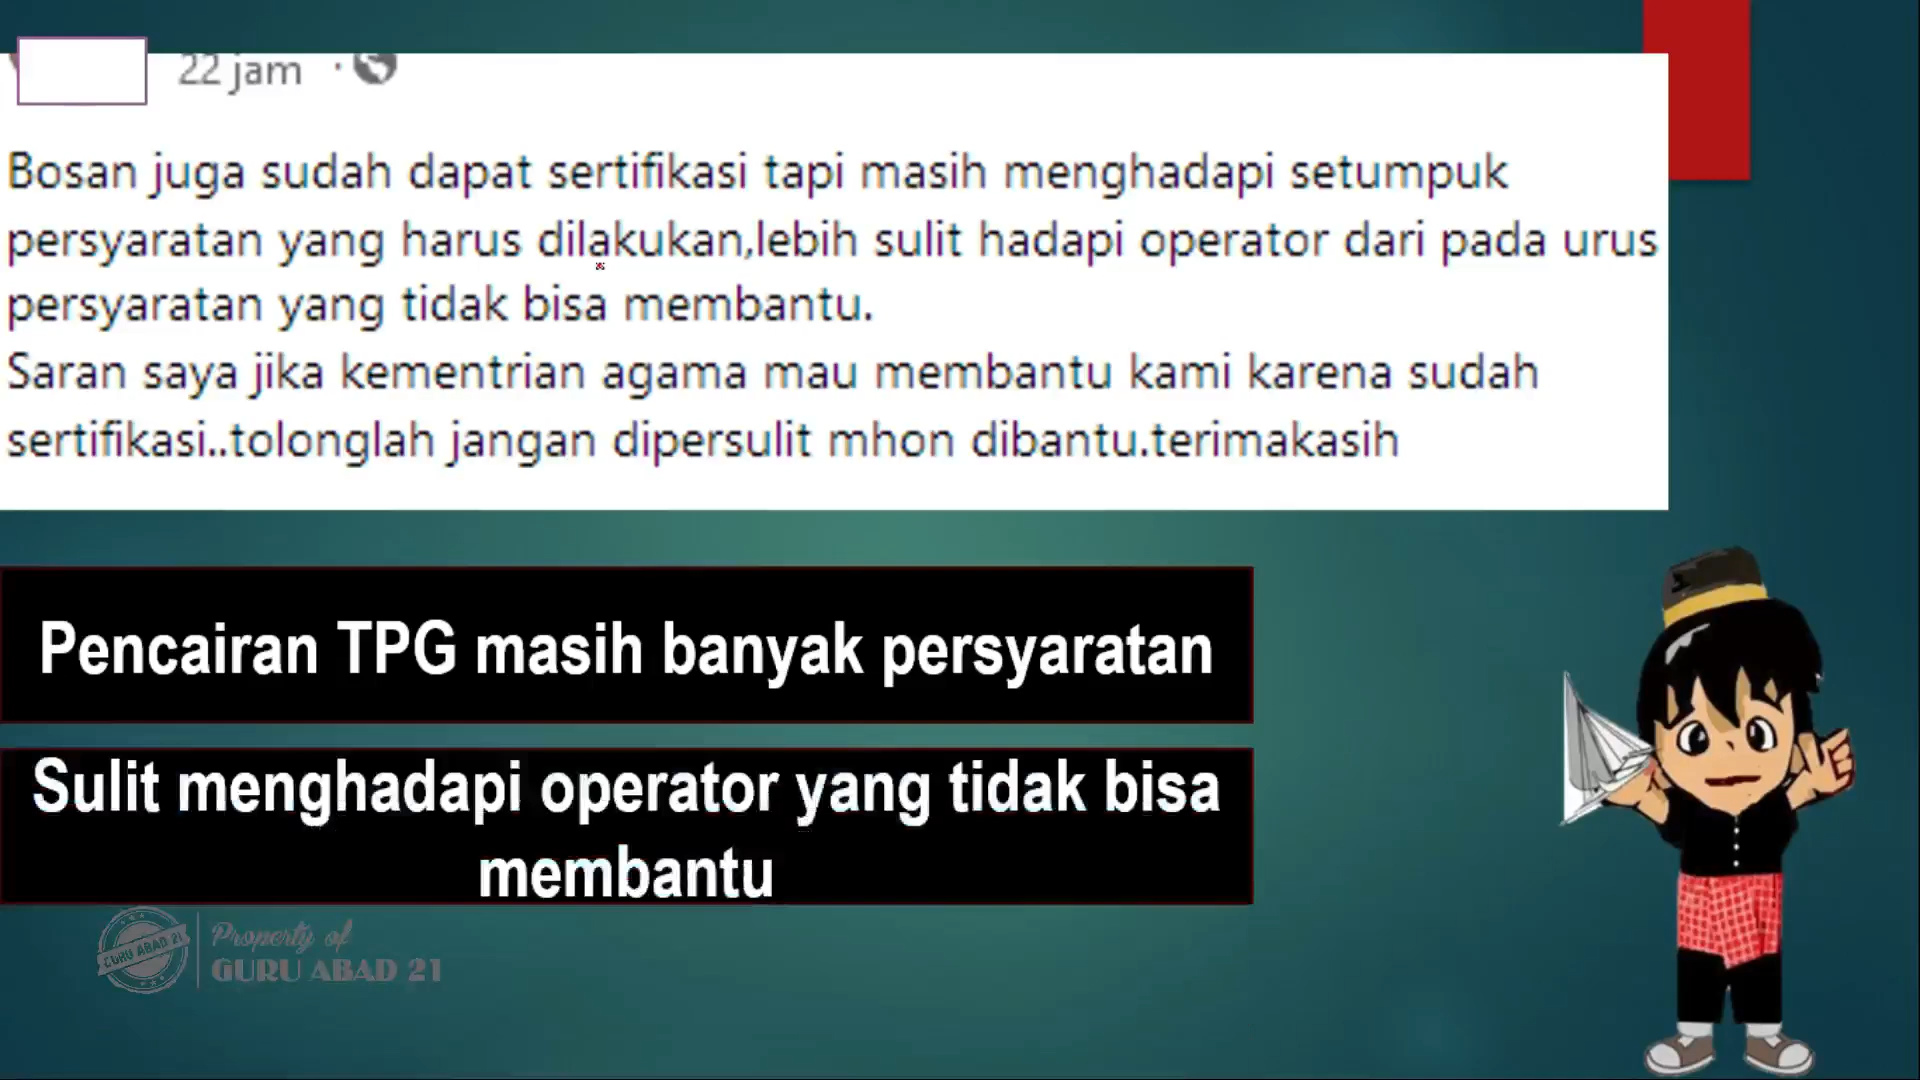 22 jam ·
Bosan juga sudah dapat sertifikasi tapi masih menghadapi setumpuk
persyaratan yang harus dilakukan,lebih sulit hadapi operator dari pada urus
persyaratan yang tidak bisa membantu.
Saran saya jika kementrian agama mau membantu kami karena sudah
sertifikasi..tolonglah jangan dipersulit mhon dibantu.terimakasih
Pencairan TPG masih banyak persyaratan
Sulit menghadapi operator yang tidak bisa
membantu
GURU ABAD 21
Property of
GURU ABAD 21